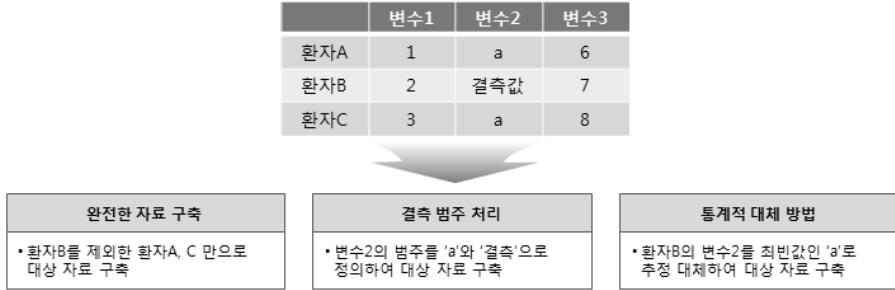 변수1 변수2 변수3
환자A 1 a 6
환자B 2 결측값 7
환자C 3 a 8
완전한 자료 구축
• 환자B를 제외한 환자A, C 만으로
대상 자료 구축
결측 범주 처리
• 변수2의 범주를 'a'와 '결측'으로
정의하여 대상 자료 구축
통계적 대체 방법
• 환자B의 변수2를 최빈값인 'a'로
추정 대체하여 대상 자료 구축